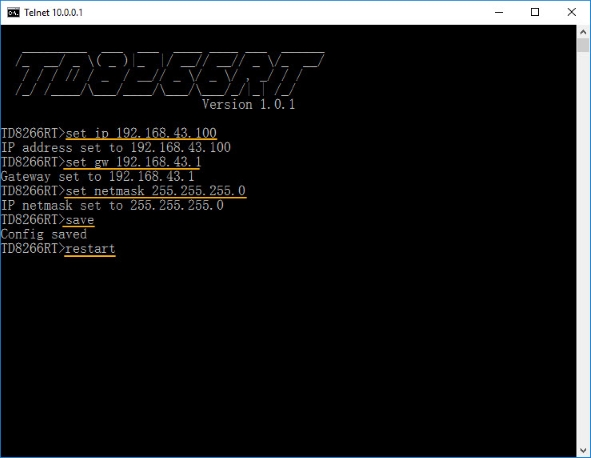 Telnet 10.0.0.1
TD8266RT
Version 1.0.1
TD8266RT>set ip 192.168.43.100
IP address set to 192.168.43.100
TD8266RT>set gw 192.168.43.1
Gateway set to 192.168.43.1
TD8266RT>set netmask 255.255.255.0
IP netmask set to 255.255.255.0
TD8266RT>save
Config saved
TD8266RT>restart